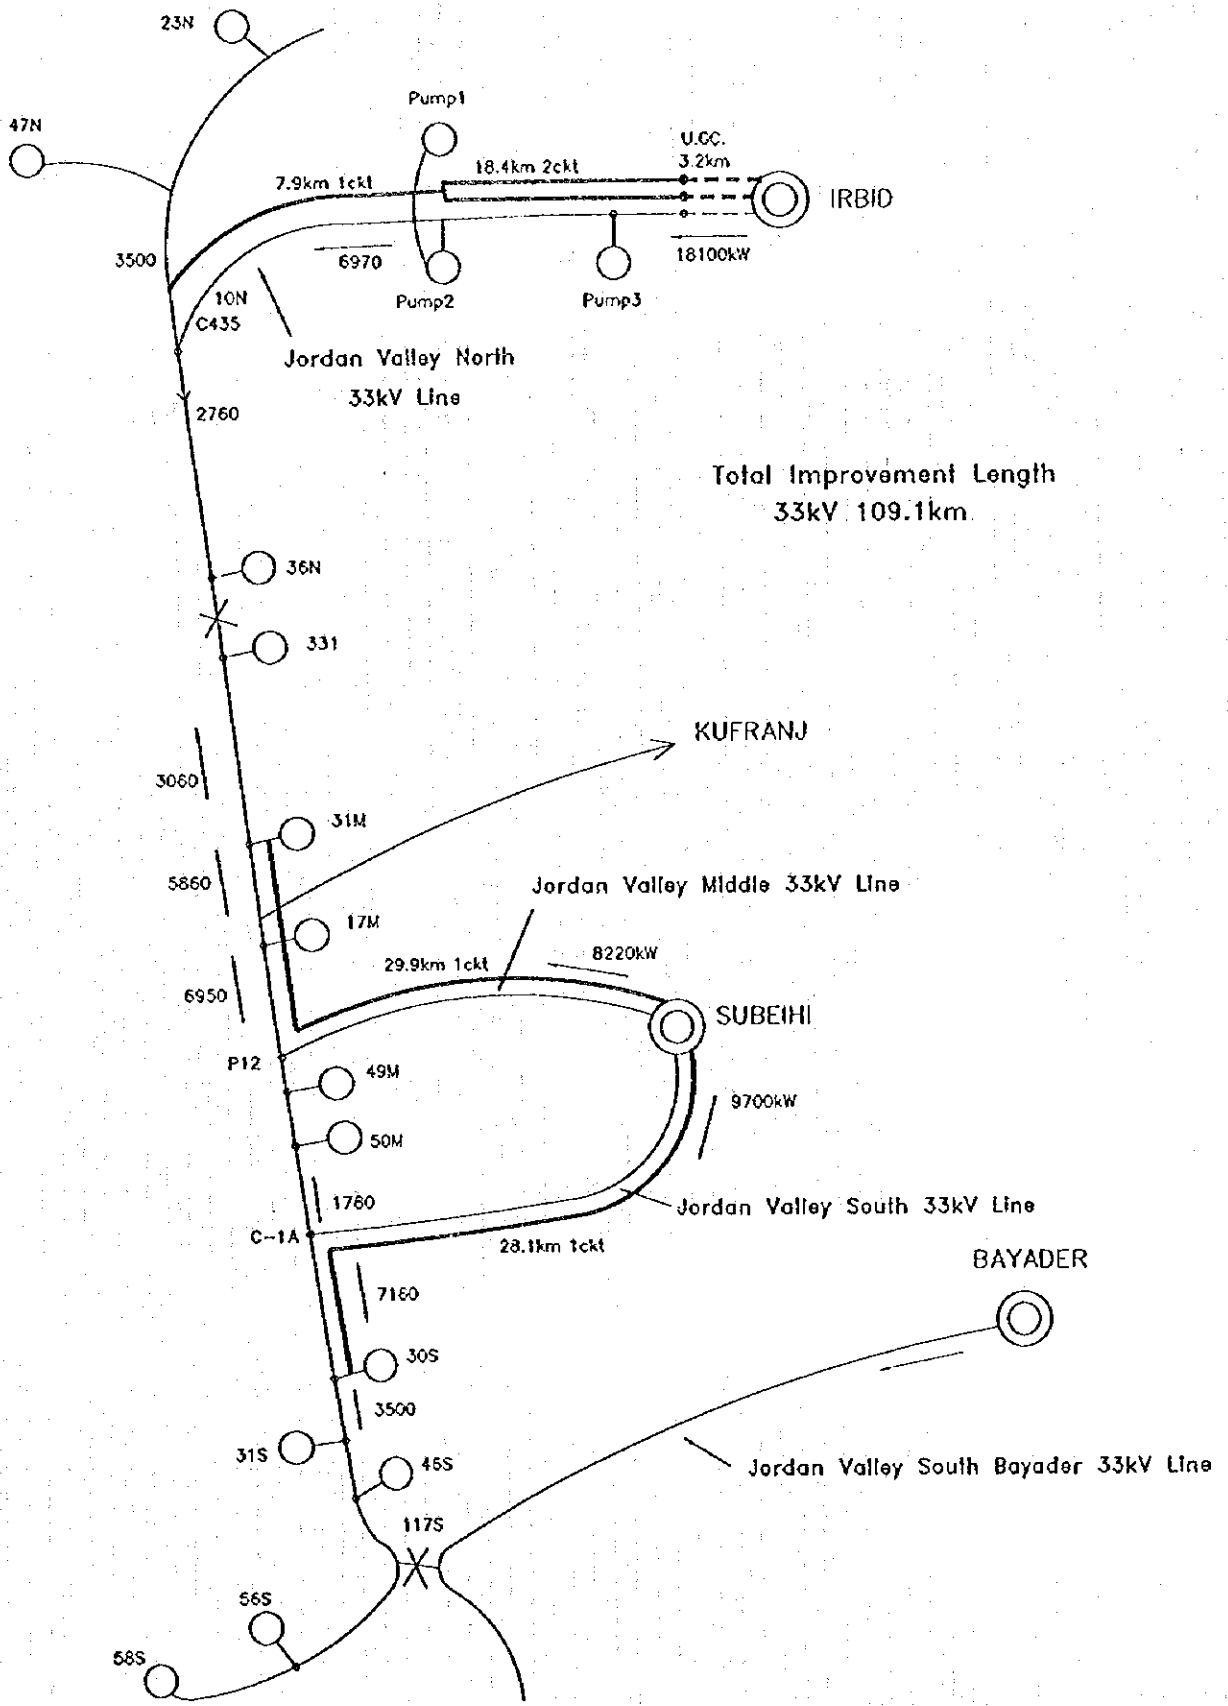 23N
47N
Pump1
U.GC.
3.2km
18.4km 2ckt
7.9km 1ckt
IRBID
3500
6970
18100kW
10N
C435
Pump2
Pump3
Jordan Valley North
33kV Line
2760
Total Improvement Length
33kV 109.1km
36N
331
KUFRANJ
3060
31M
5860
Jordan Valley Middle 33kV Line
17M
29.9km 1ckt
8220kW
6950
SUBEIHI
P12
49M
9700kW
50M
1760
Jordan Valley South 33kV Line
C-1A
28.1km 1ckt
BAYADER
7160
30S
3500
31S
46S
Jordan Valley South Bayader 33kV Line
117S
56S
58S